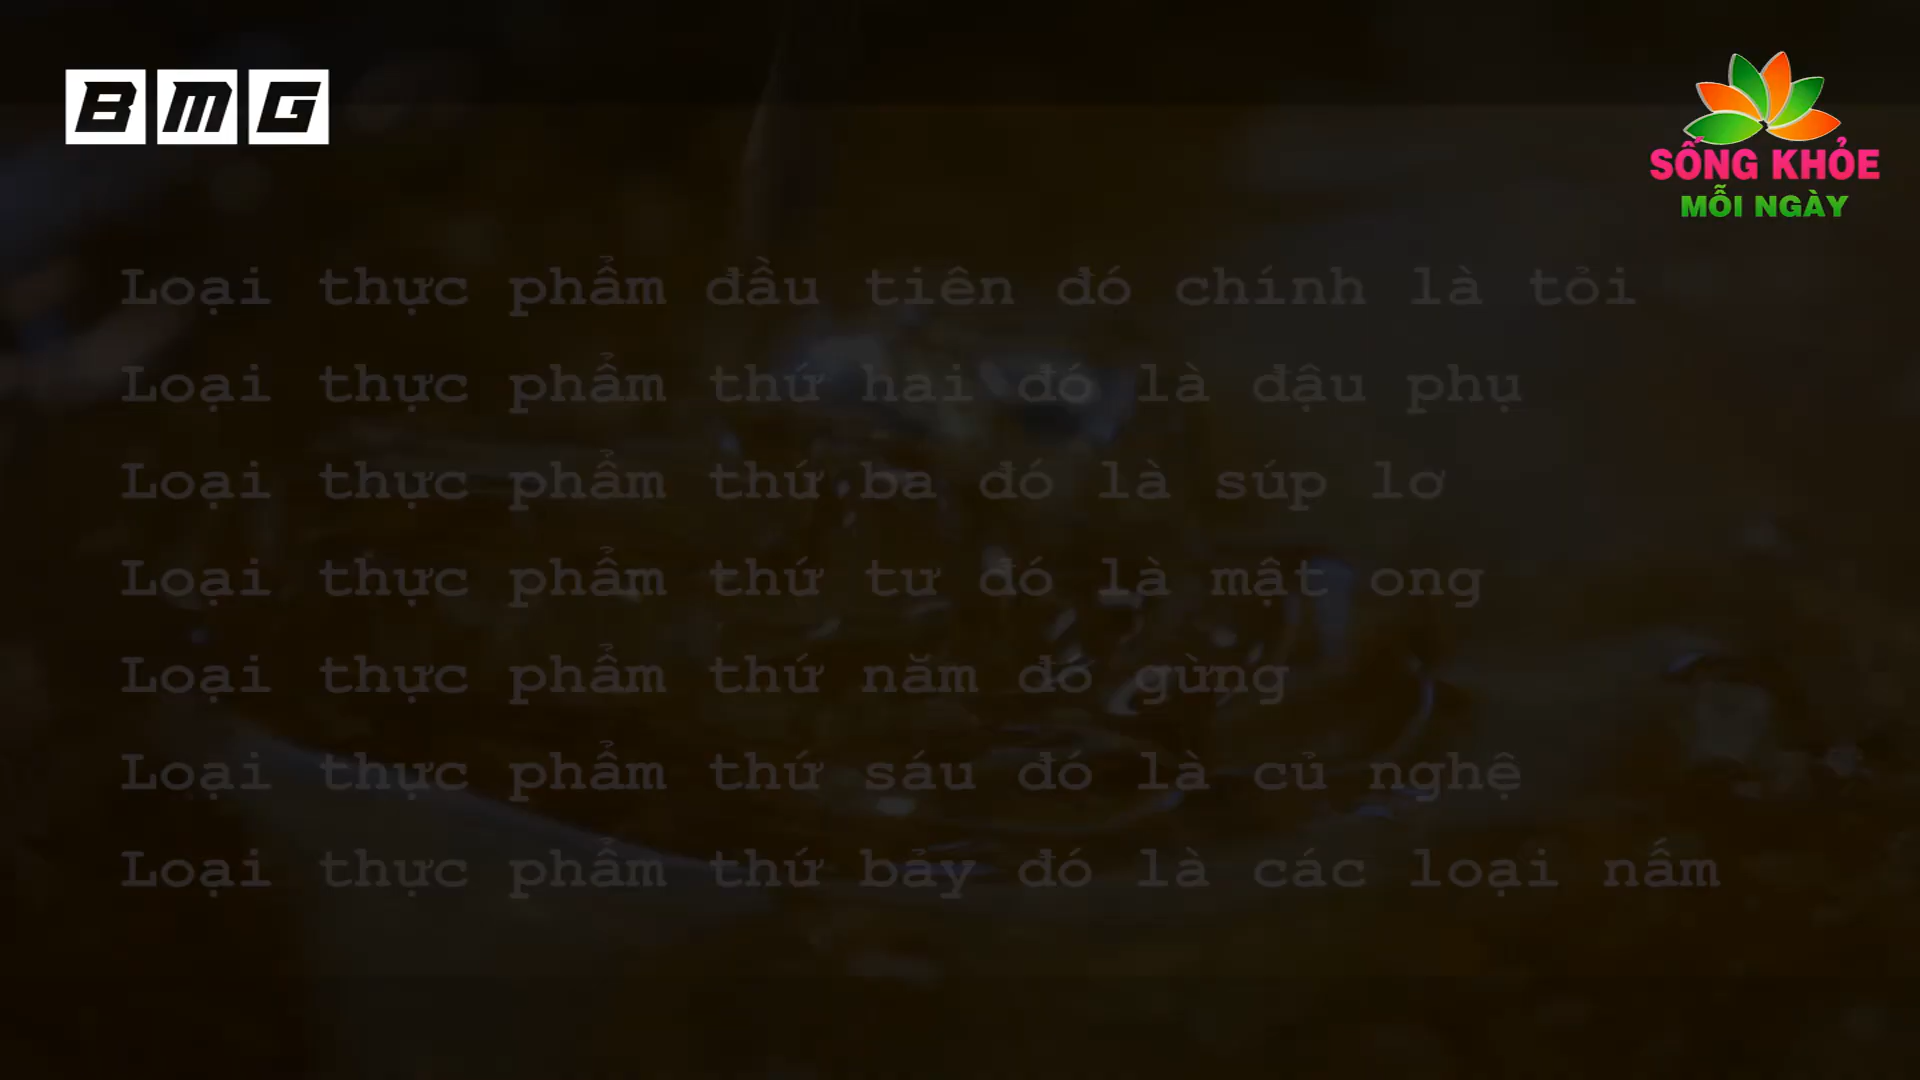 BMG
SỐNG KHỎE
MỖI NGÀY
Loại thực phẩm đầu tiên đó chính là tỏi
Loại thực phẩm thứ hai đó là đậu phụ
Loại thực phẩm thứ ba đó là súp lơ
Loại thực phẩm thứ tư đó là mật ong
Loại thực phẩm thứ năm đó gừng
Loại thực phẩm thứ sáu đó là củ nghệ
Loại thực phẩm thứ bảy đó là các loại nấm